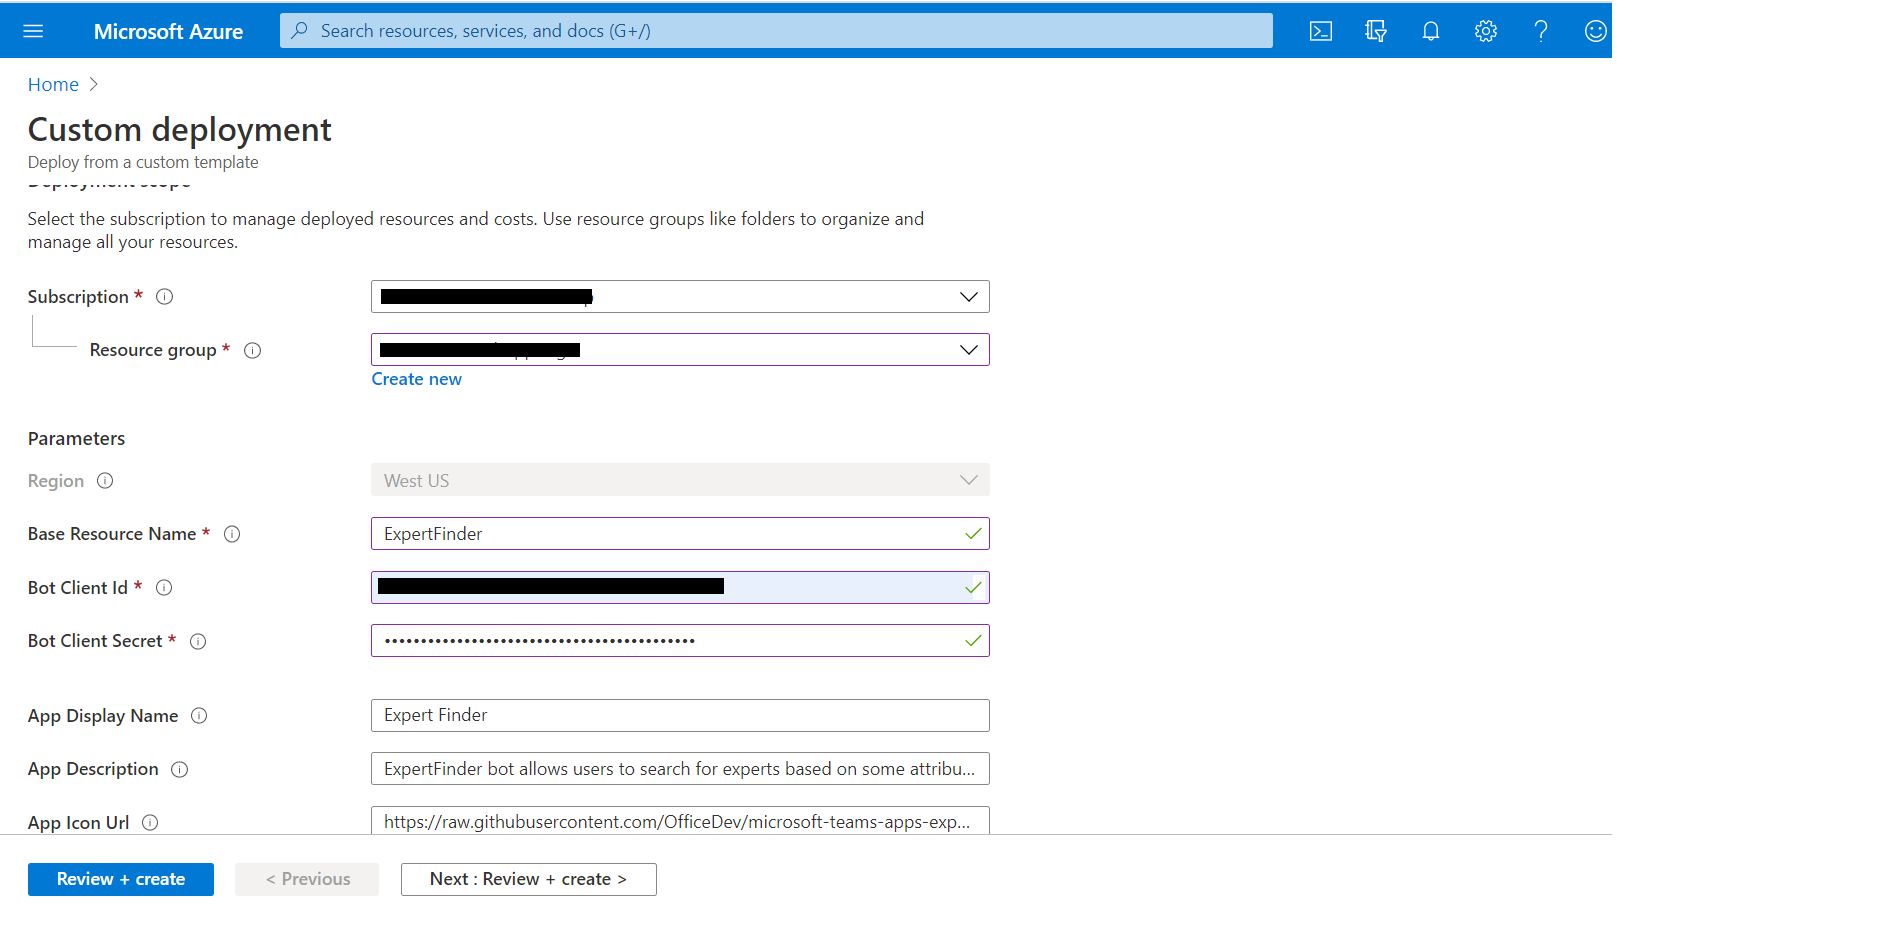 Microsoft Azure
Search resources, services, and docs (G+/)
Home
Custom deployment
Deploy from a custom template
Deployment scope
Select the subscription to manage deployed resources and costs. Use resource groups like folders to organize and
manage all your resources.
Subscription *
Resource group *
Create new
Parameters
Region
West US
Base Resource Name *
ExpertFinder
Bot Client Id *
Bot Client Secret *
App Display Name
Expert Finder
App Description
ExpertFinder bot allows users to search for experts based on some attribu...
App Icon Url
https://raw.githubusercontent.com/OfficeDev/microsoft-teams-apps-exp...
Review + create
< Previous
Next : Review + create >